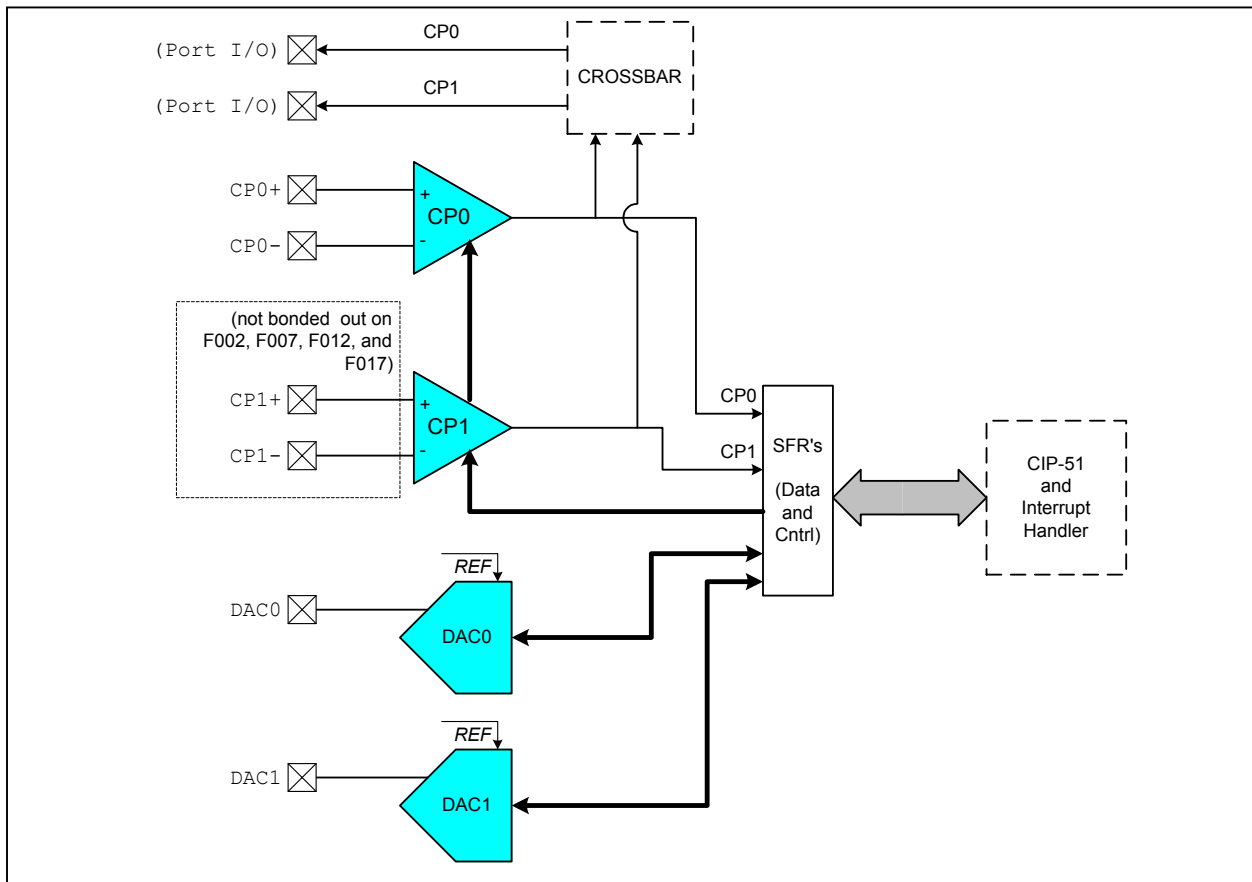 CP0
(Port I/O)
CROSSBAR
CP1
(Port I/O)
CP0+
+
CP0
CP0-
-
(not bonded out on
F002, F007, F012, and
F017)
CP1+
+
CP1
CP1-
-
CP0
CP1
SFR's
(Data
and
Cntrl)
CIP-51
and
Interrupt
Handler
REF
DAC0
DAC0
REF
DAC1
DAC1